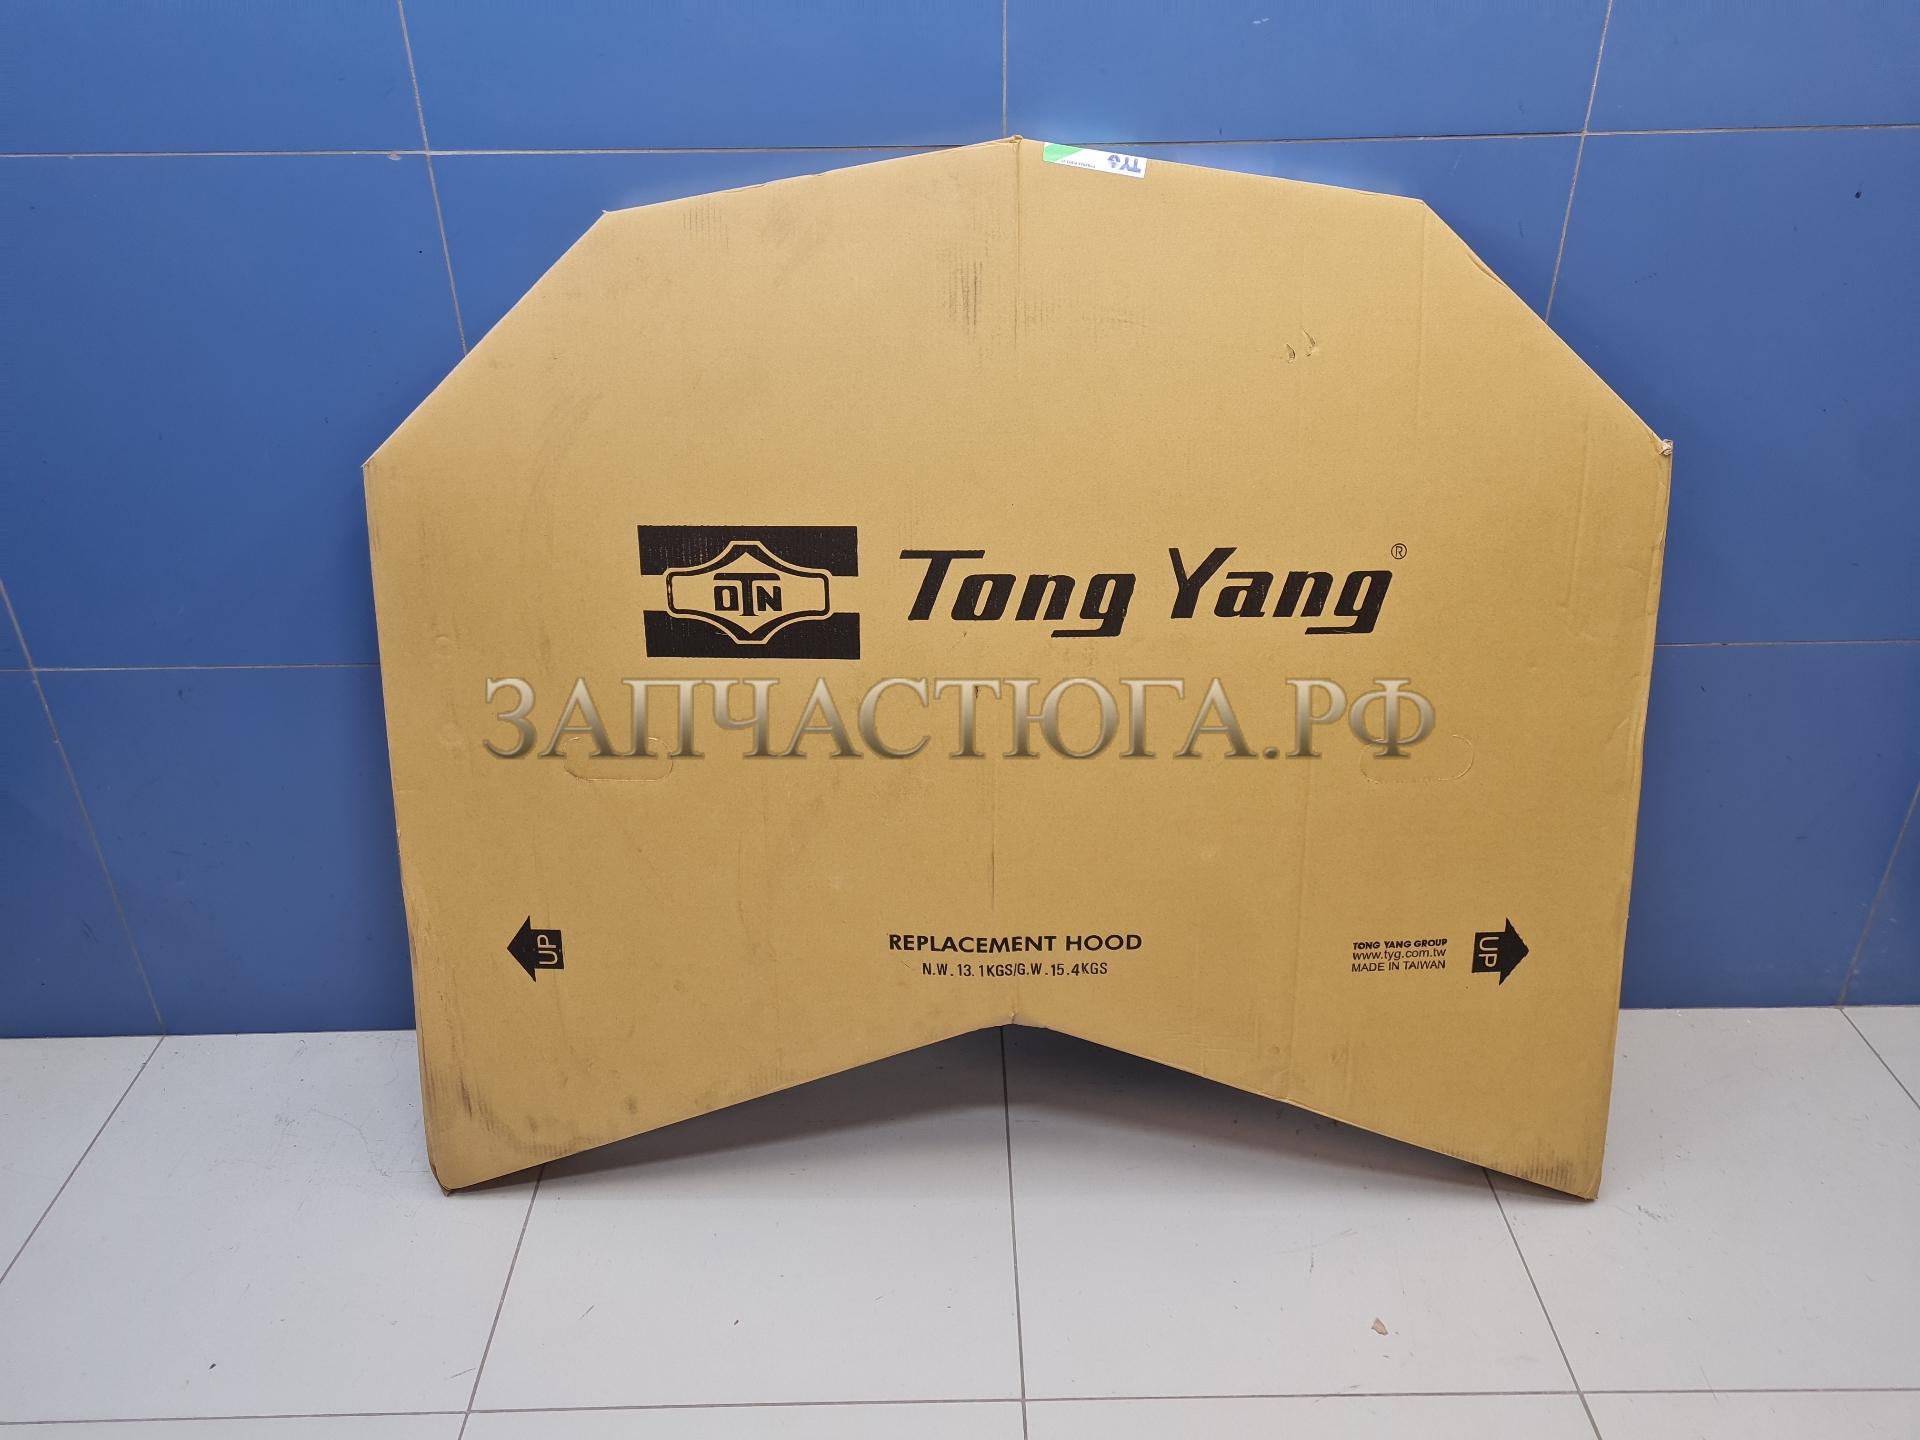 TYG
OTN
Tong Yang ®
ЗАПЧАСТЮГА.РФ
UP
REPLACEMENT HOOD
N.W. 13.1KGS/G.W. 15.4KGS
TONG YANG GROUP
www.tyg.com.tw
MADE IN TAIWAN
UP